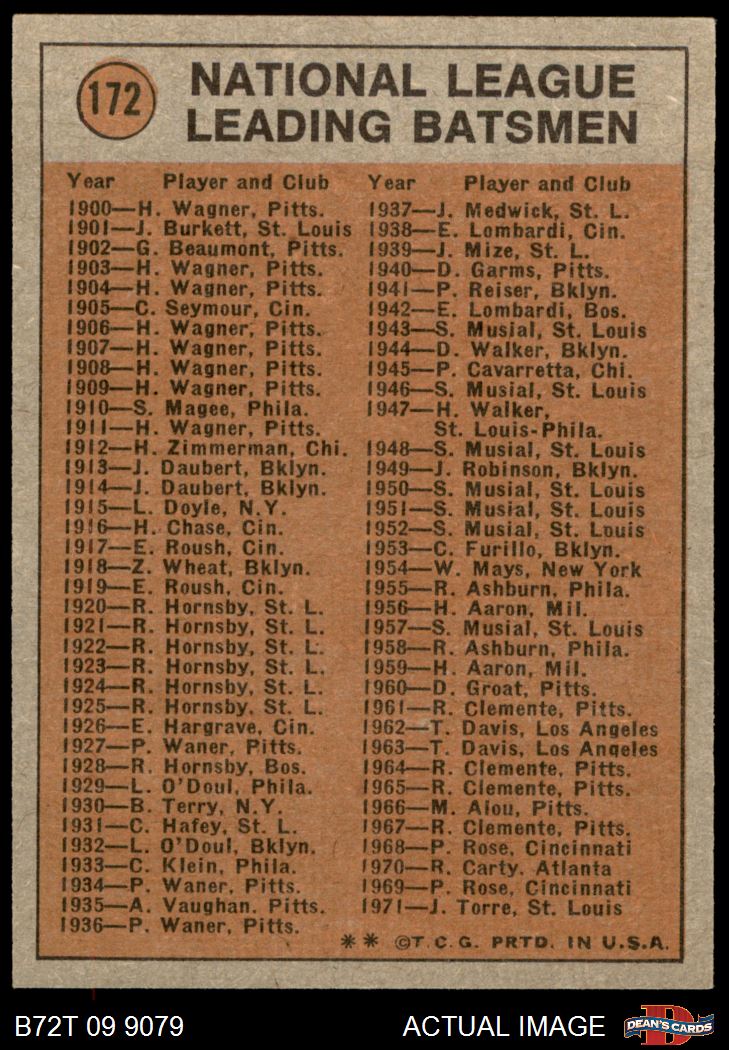 172
NATIONAL LEAGUE
LEADING BATSMEN
Year Player and Club
1900—H. Wagner, Pitts.
1901—J. Burkett, St. Louis
1902—G. Beaumont, Pitts.
1903—H. Wagner, Pitts.
1904—H. Wagner, Pitts.
1905—C. Seymour, Cin.
1906—H. Wagner, Pitts.
1907—H. Wagner, Pitts.
1908—H. Wagner, Pitts.
1909—H. Wagner, Pitts.
1910—S. Magee, Phila.
1911—H. Wagner, Pitts.
1912—H. Zimmerman, Chi.
1913—J. Daubert, Bklyn.
1914—J. Daubert, Bklyn.
1915—L. Doyle, N.Y.
1916—H. Chase, Cin.
1917—E. Roush, Cin.
1918—Z. Wheat, Bklyn.
1919—E. Roush, Cin.
1920—R. Hornsby, St. L.
1921—R. Hornsby, St. L.
1922—R. Hornsby, St. L.
1923—R. Hornsby, St. L.
1924—R. Hornsby, St. L.
1925—R. Hornsby, St. L.
1926—E. Hargrave, Cin.
1927—P. Waner, Pitts.
1928—R. Hornsby, Bos.
1929—L. O'Doul, Phila.
1930—B. Terry, N.Y.
1931—C. Hafey, St. L.
1932—L. O'Doul, Bklyn.
1933—C. Klein, Phila.
1934—P. Waner, Pitts.
1935—A. Vaughan. Pitts.
1936—P. Waner, Pitts.
Year Player and Club
1937—J. Medwick, St. L.
1938—E. Lombardi, Cin.
1939—J. Mize, St. L.
1940—D. Garms, Pitts.
1941—P. Reiser, Bklyn.
1942—E. Lombardi, Bos.
1943—S. Musial, St. Louis
1944—D. Walker, Bklyn.
1945—P. Cavarretta, Chi.
1946—S. Musial, St. Louis
1947—H. Walker,
St. Louis-Phila.
1948—S. Musial, St. Louis
1949—J. Robinson, Bklyn.
1950—S. Musial, St. Louis
1951—S. Musial, St. Louis
1952—S. Musial, St. Louis
1953—C. Furillo, Bklyn.
1954—W. Mays, New York
1955—R. Ashburn, Phila.
1956—H. Aaron, Mil.
1957—S. Musial, St. Louis
1958—R. Ashburn, Phila.
1959—H. Aaron, Mil.
1960—D. Groat, Pitts.
1961—R. Clemente, Pitts.
1962—T. Davis, Los Angeles
1963—T. Davis, Los Angeles
1964—R. Clemente, Pitts.
1965—R. Clemente, Pitts.
1966—M. Alou, Pitts.
1967—R. Clemente, Pitts.
1968—P. Rose, Cincinnati
1970—R. Carty. Atlanta
1969—P. Rose, Cincinnati
1971—J. Torre, St. Louis
** ©T.C.G. PRTD. IN U.S.A.
B72T 09 9079 ACTUAL IMAGE
D
DEAN'S CARDS